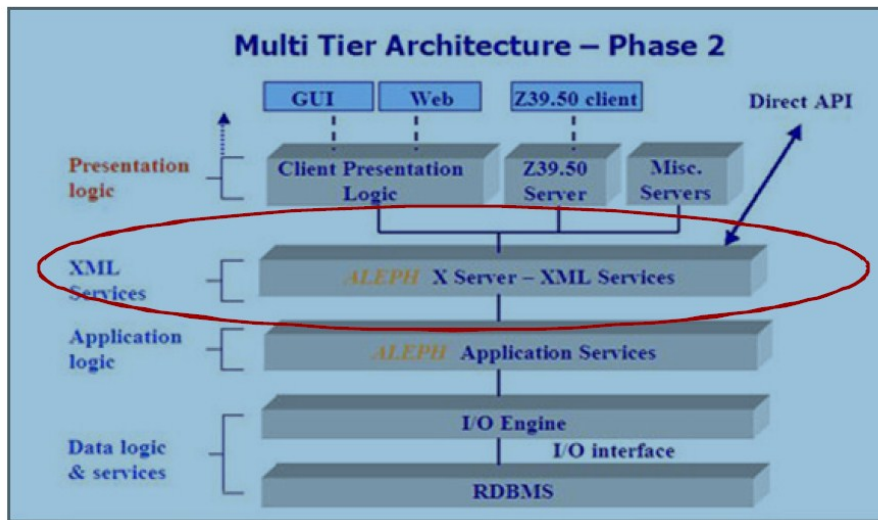 Multi Tier Architecture – Phase 2
GUI
Web
Z39.50 client
Direct API
Presentation
logic
Client Presentation
Logic
Z39.50
Server
Misc.
Servers
XML
Services
ALEPH X Server – XML Services
Application
logic
ALEPH Application Services
I/O Engine
Data logic
& services
I/O interface
RDBMS